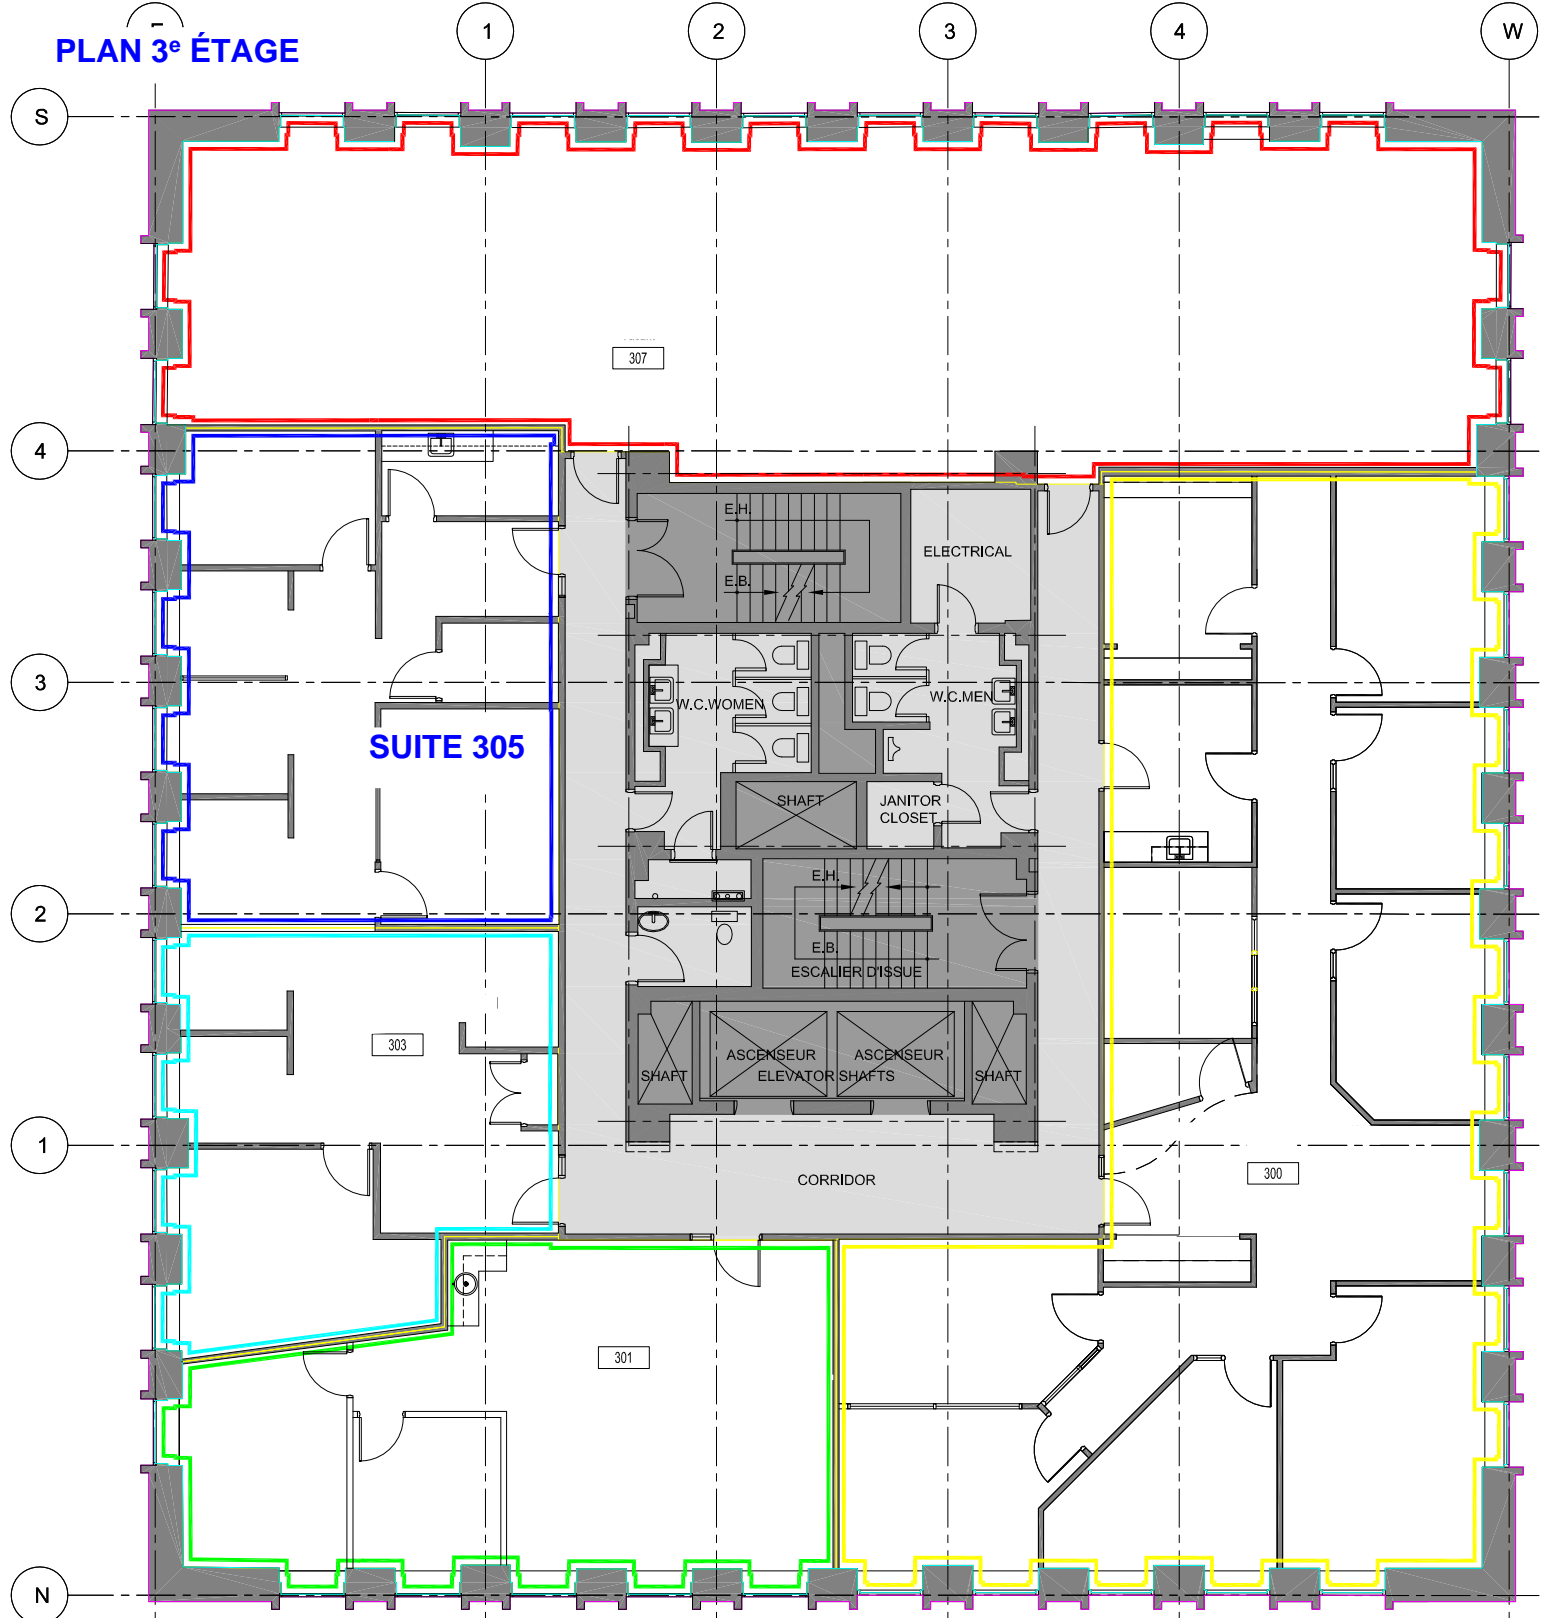 PLAN 3e ÉTAGE
1
2
3
4
W
S
307
4
E.H.
ELECTRICAL
E.B.
3
W.C.WOMEN
W.C.MEN
SUITE 305
SHAFT
JANITOR
CLOSET
E.H.
2
E.B.
ESCALIER D'ISSUE
303
ASCENSEUR
ASCENSEUR
SHAFT
ELEVATOR SHAFTS
SHAFT
1
CORRIDOR
300
301
N